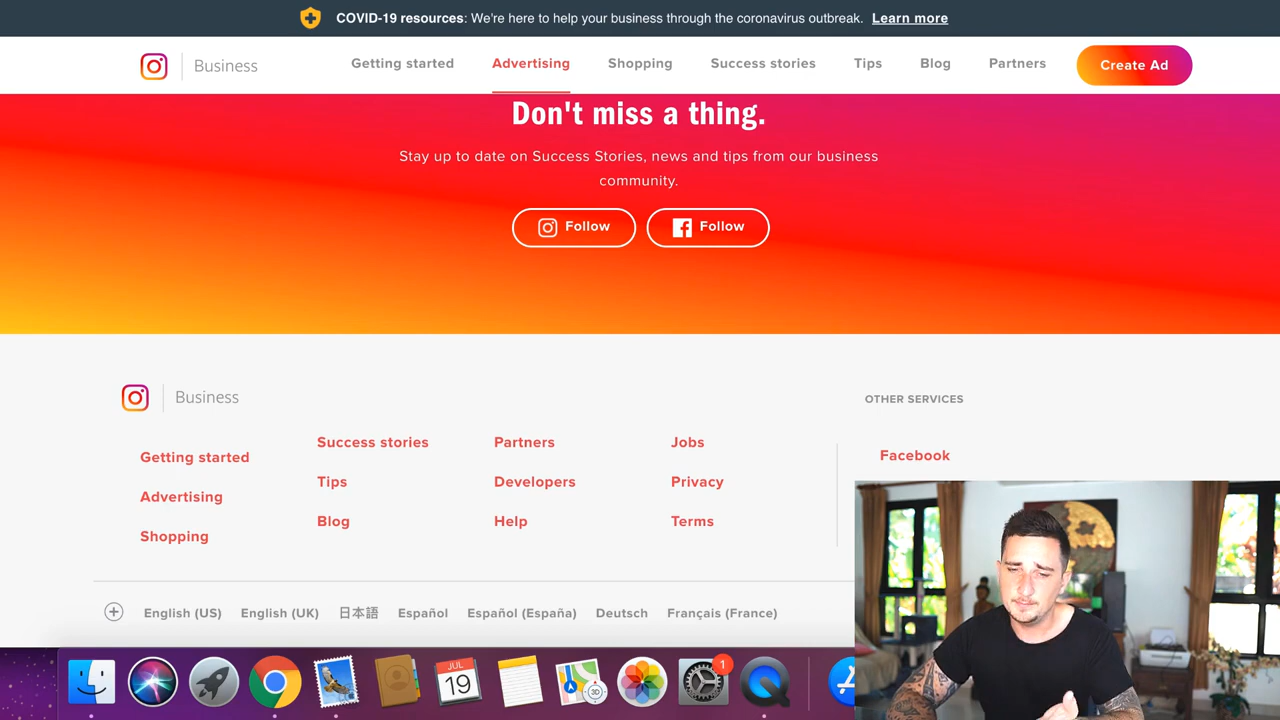 COVID-19 resources: We're here to help your business through the coronavirus outbreak. Learn more
Business
Getting started
Advertising
Shopping
Success stories
Tips
Blog
Partners
Create Ad
Don't miss a thing.
Stay up to date on Success Stories, news and tips from our business
community.
Follow
Follow
Business
OTHER SERVICES
Getting started
Advertising
Shopping
Success stories
Tips
Blog
Partners
Developers
Help
Jobs
Privacy
Terms
Facebook
English (US)
English (UK)
日本語
Español
Español (España)
Deutsch
Français (France)
JUL
19
3D
1